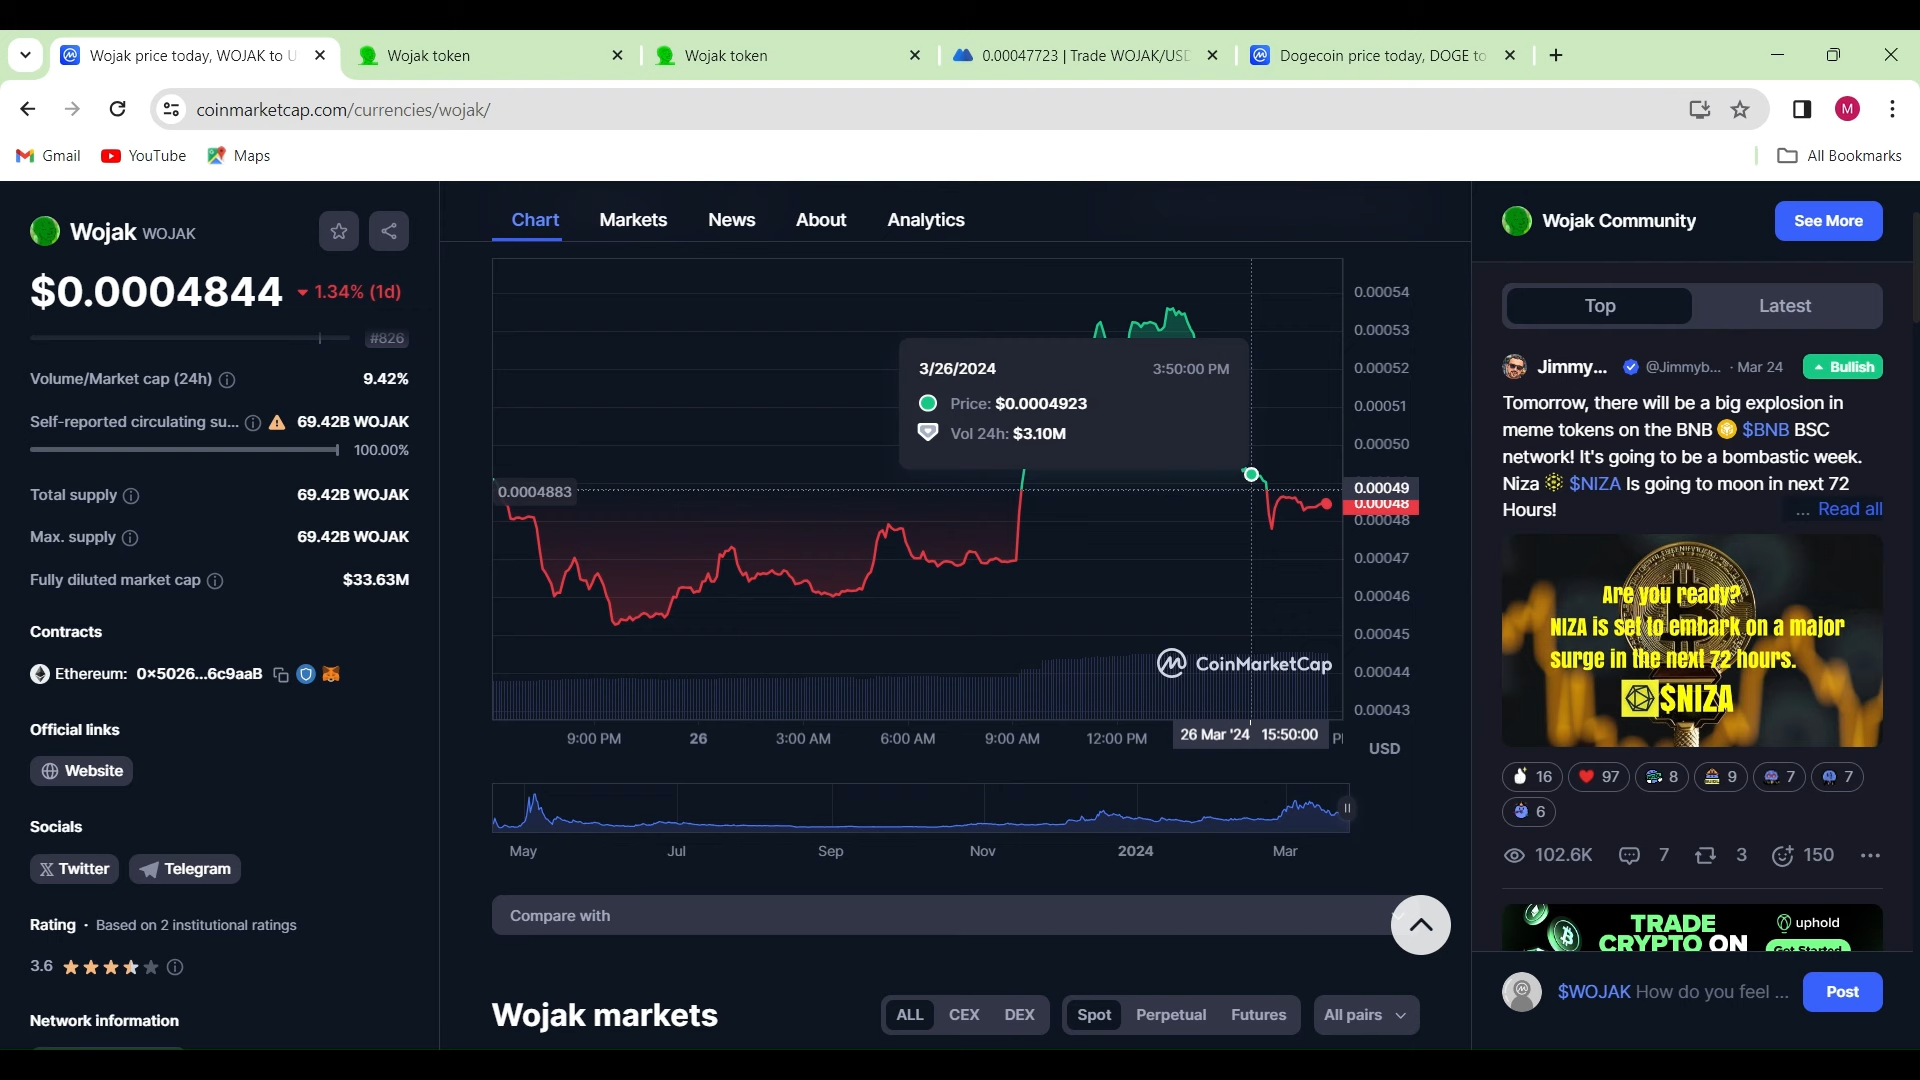 Wojak price today, WOJAK to U
Wojak token
Wojak token
0.00047723 | Trade WOJAK/USD
Dogecoin price today, DOGE to
coinmarketcap.com/currencies/wojak/
M
Gmail
YouTube
Maps
All Bookmarks
Wojak WOJAK
$0.0004844
1.34% (1d)
#826
Volume/Market cap (24h)
9.42%
Self-reported circulating su...
69.42B WOJAK
100.00%
Total supply
69.42B WOJAK
Max. supply
69.42B WOJAK
Fully diluted market cap
$33.63M
Contracts
Ethereum: 0x5026...6c9aaB
Official links
Website
Socials
Twitter
Telegram
Rating · Based on 2 institutional ratings
3.6
Network information
Chart
Markets
News
About
Analytics
3/26/2024
3:50:00 PM
Price: $0.0004923
Vol 24h: $3.10M
0.0004883
0.00054
0.00053
0.00052
0.00051
0.00050
0.00049
0.00048
0.00048
0.00047
0.00046
0.00045
0.00044
0.00043
CoinMarketCap
9:00 PM
26
3:00 AM
6:00 AM
9:00 AM
12:00 PM
26 Mar '24 15:50:00
USD
May
Jul
Sep
Nov
2024
Mar
Compare with
Wojak markets
ALL
CEX
DEX
Spot
Perpetual
Futures
All pairs
Wojak Community
See More
Top
Latest
Jimmy...
@Jimmyb...
· Mar 24
Bullish
Tomorrow, there will be a big explosion in
meme tokens on the BNB $BNB BSC
network! It's going to be a bombastic week.
Niza $NIZA Is going to moon in next 72
Hours!
... Read all
Are you ready?
NIZA is set to embark on a major
surge in the next 72 hours.
$NIZA
16
97
8
9
7
7
6
102.6K
7
3
150
TRADE
CRYPTO ON
uphold
Get Started
$WOJAK How do you feel ...
Post